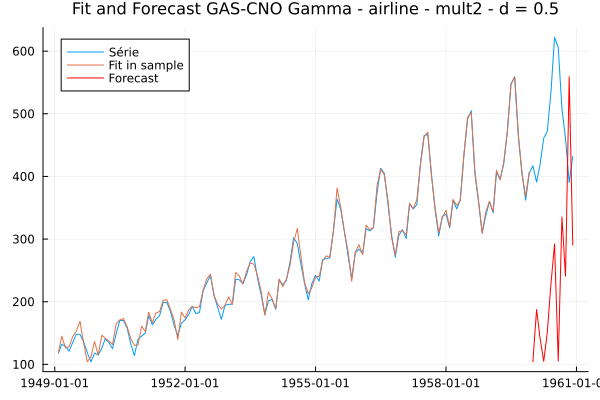 Fit and Forecast GAS-CNO Gamma - airline - mult2 - d = 0.5
Série
Fit in sample
Forecast
600
500
400
300
200
100
1949-01-01 1952-01-01 1955-01-01 1958-01-01 1961-01-0